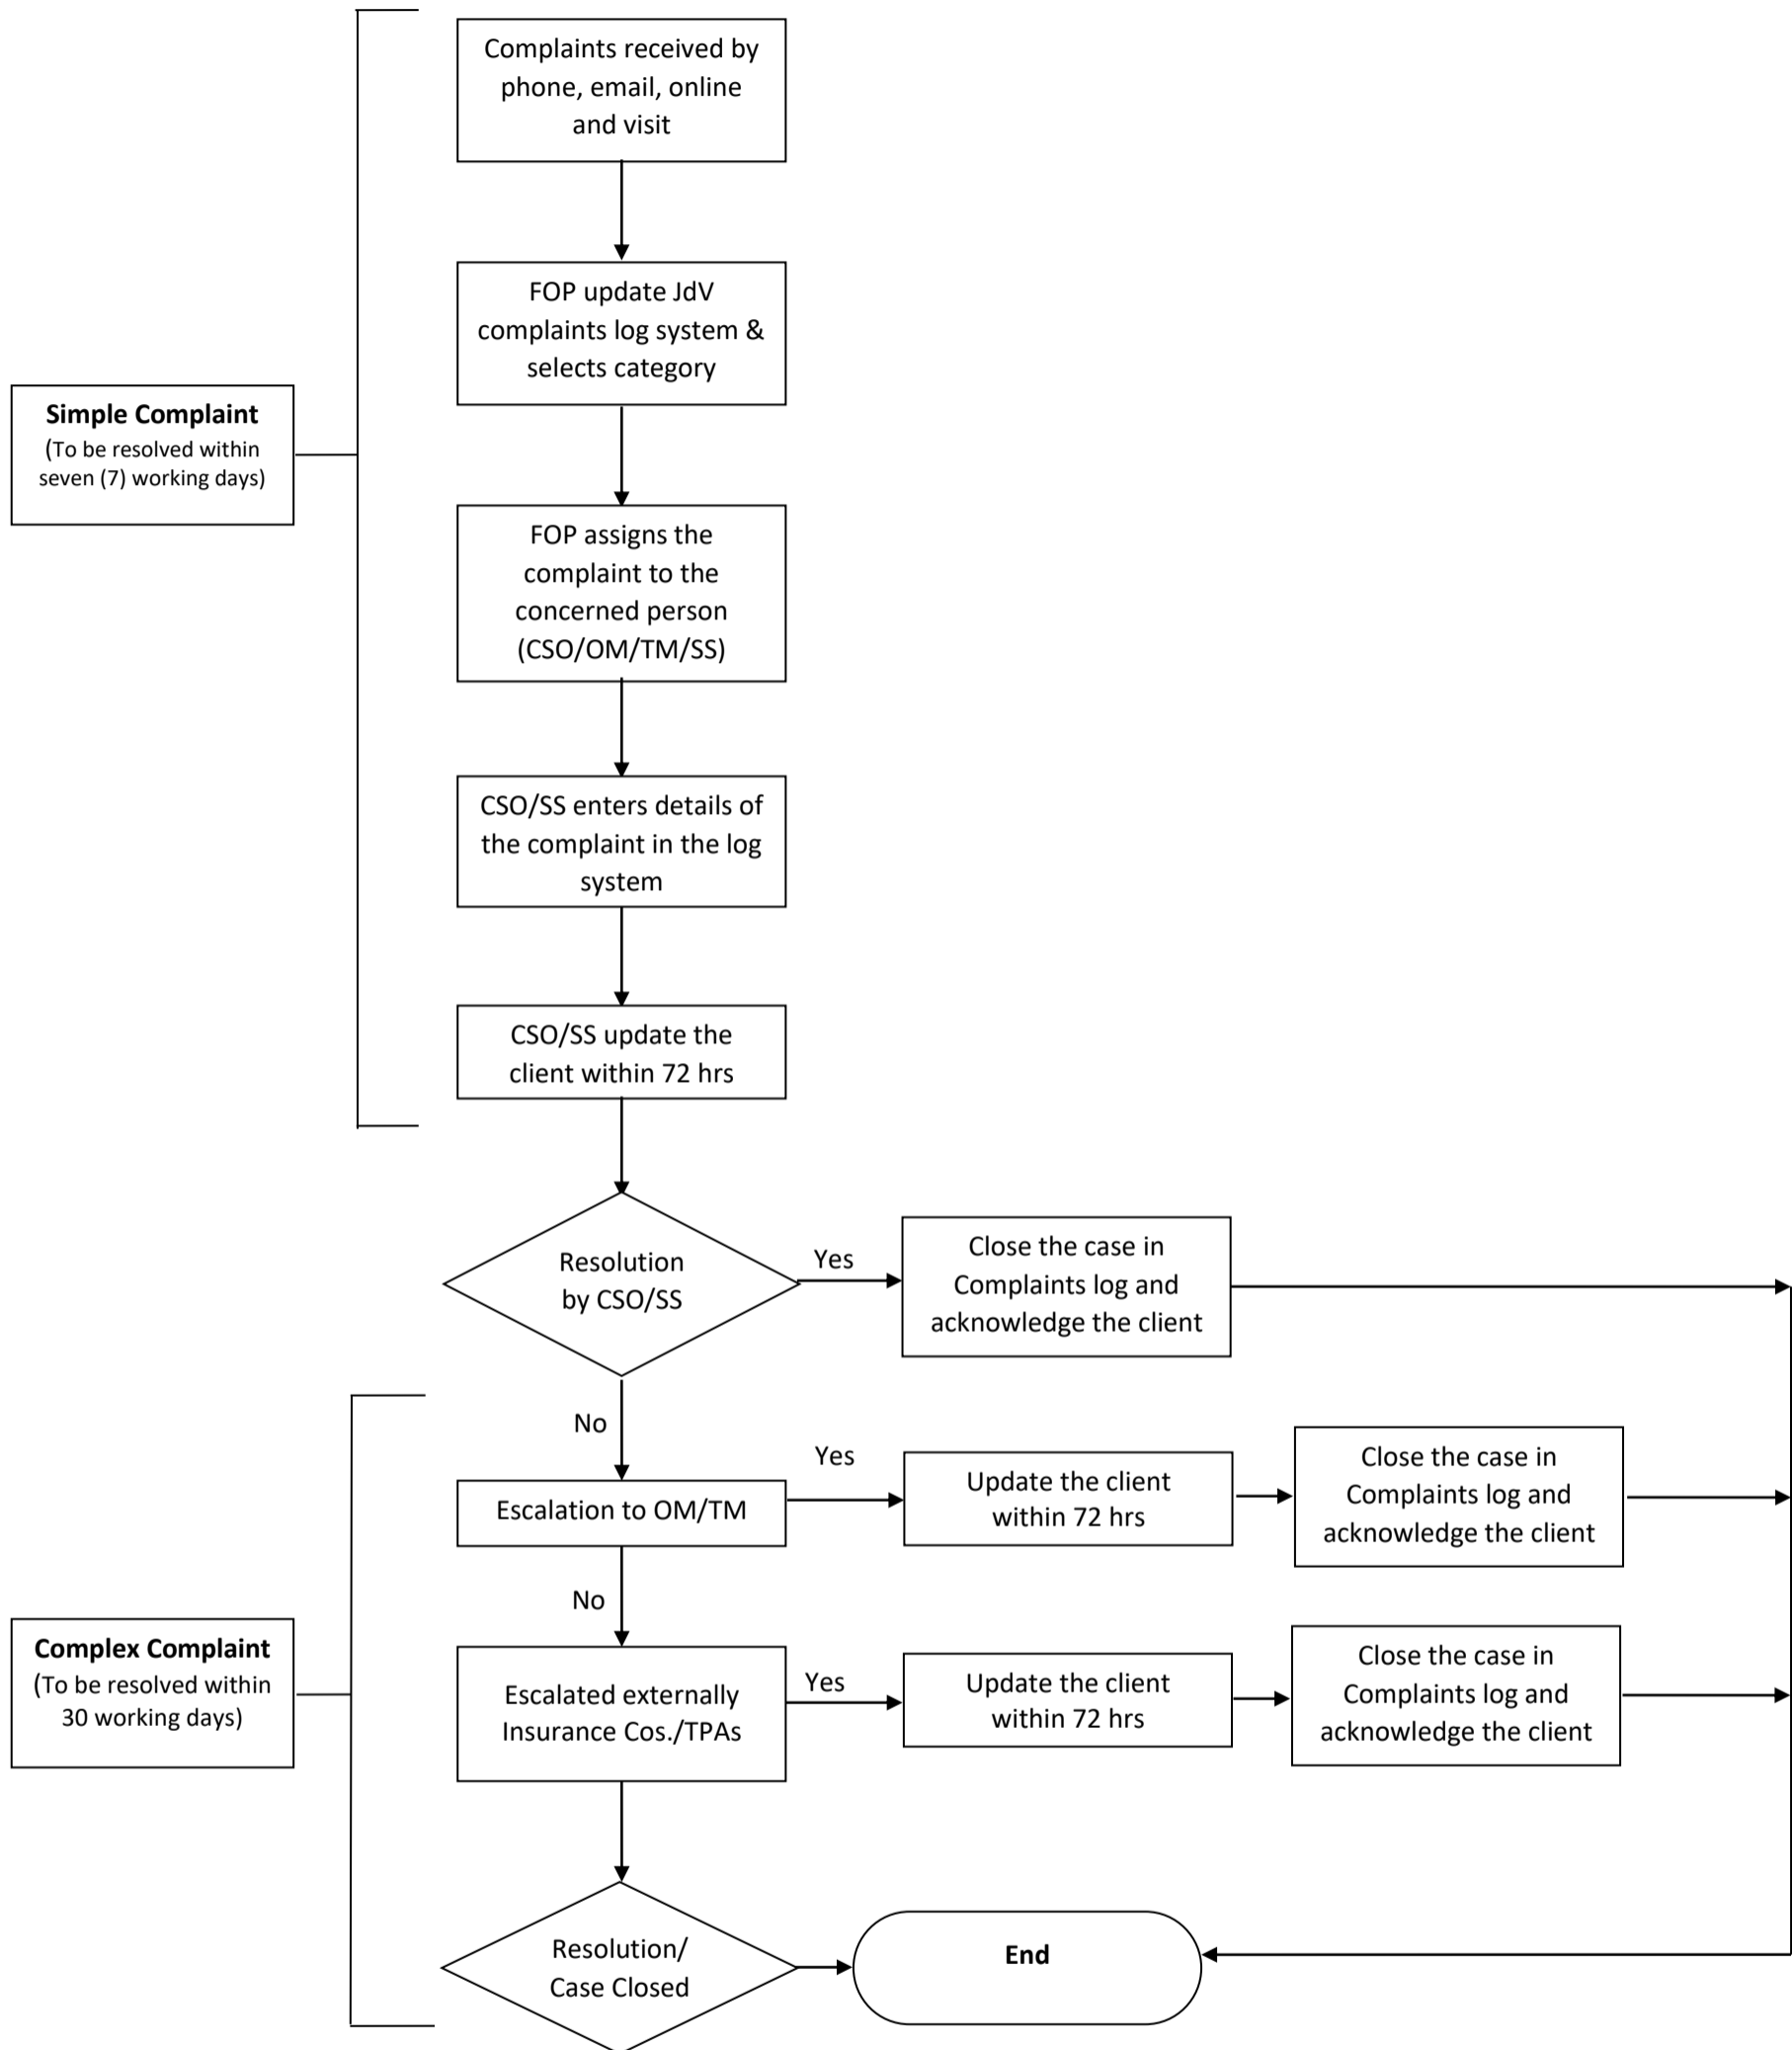 Complaints received by
phone, email, online
and visit
FOP update JdV
complaints log system &
selects category
Simple Complaint
(To be resolved within
seven (7) working days)
FOP assigns the
complaint to the
concerned person
(CSO/OM/TM/SS)
CSO/SS enters details of
the complaint in the log
system
CSO/SS update the
client within 72 hrs
Resolution
by CSO/SS
Yes
Close the case in
Complaints log and
acknowledge the client
No
Escalation to OM/TM
Yes
Update the client
within 72 hrs
Close the case in
Complaints log and
acknowledge the client
No
Complex Complaint
(To be resolved within
30 working days)
Escalated externally
Insurance Cos./TPAs
Yes
Update the client
within 72 hrs
Close the case in
Complaints log and
acknowledge the client
Resolution/
Case Closed
End